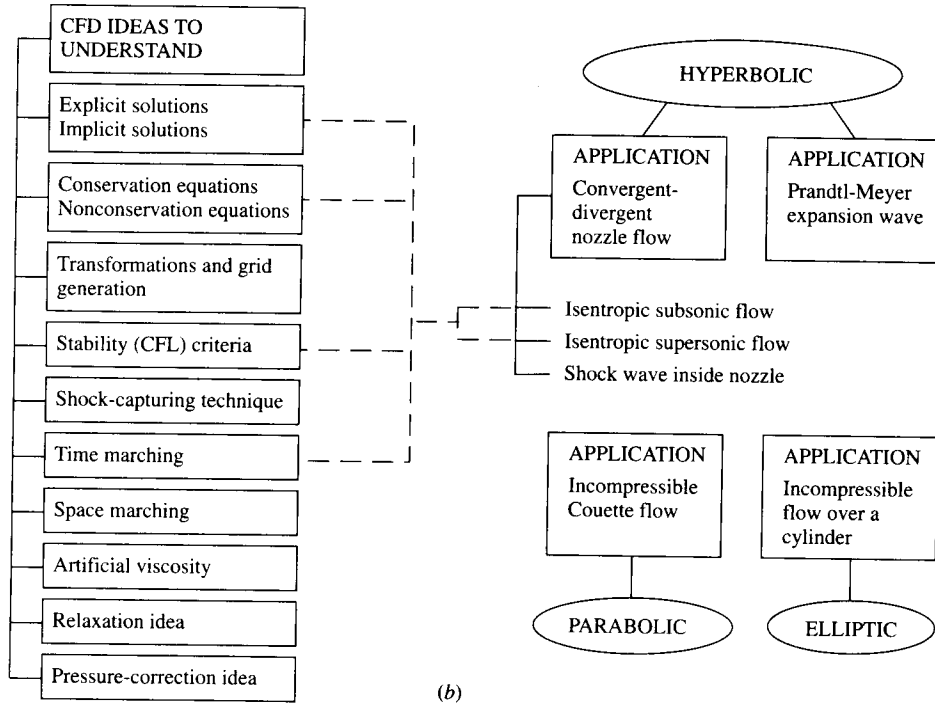 CFD IDEAS TO
UNDERSTAND
Explicit solutions
Implicit solutions
Conservation equations
Nonconservation equations
Transformations and grid
generation
Stability (CFL) criteria
Shock-capturing technique
Time marching
Space marching
Artificial viscosity
Relaxation idea
Pressure-correction idea
HYPERBOLIC
APPLICATION
Convergent-
divergent
nozzle flow
APPLICATION
Prandtl-Meyer
expansion wave
Isentropic subsonic flow
Isentropic supersonic flow
Shock wave inside nozzle
APPLICATION
Incompressible
Couette flow
APPLICATION
Incompressible
flow over a
cylinder
PARABOLIC
ELLIPTIC
(b)